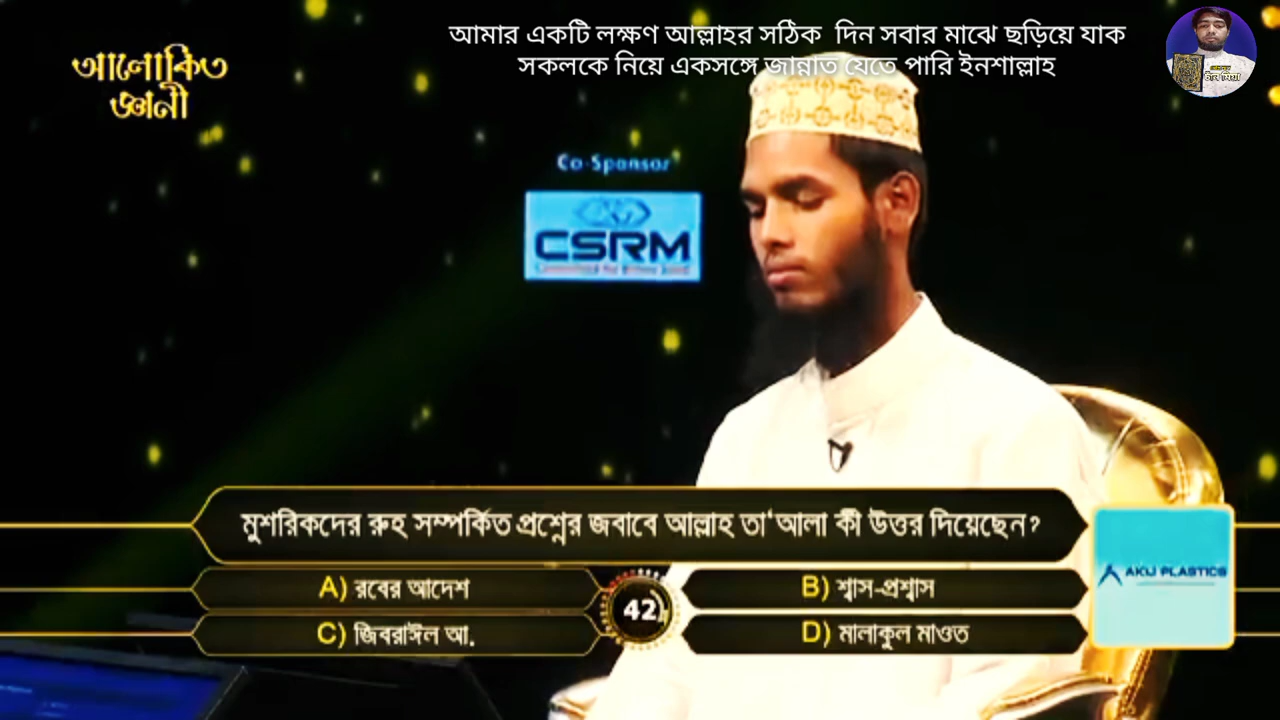 আমার একটি লক্ষণ আল্লাহর সঠিক দিন সবার মাঝে ছড়িয়ে যাক
সকলকে নিয়ে একসঙ্গে জান্নাত যেতে পারি ইনশাল্লাহ
আলোকিত
জ্ঞানী
Co-Sponsor
CSRM
মুশরিকদের রুহ সম্পর্কিত প্রশ্নের জবাবে আল্লাহ তা'আলা কী উত্তর দিয়েছেন?
AKIJ PLASTICS
A) রবের আদেশ
B) শ্বাস-প্রশ্বাস
42
C) জিবরাঈল আ.
D) মালাকুল মাওত